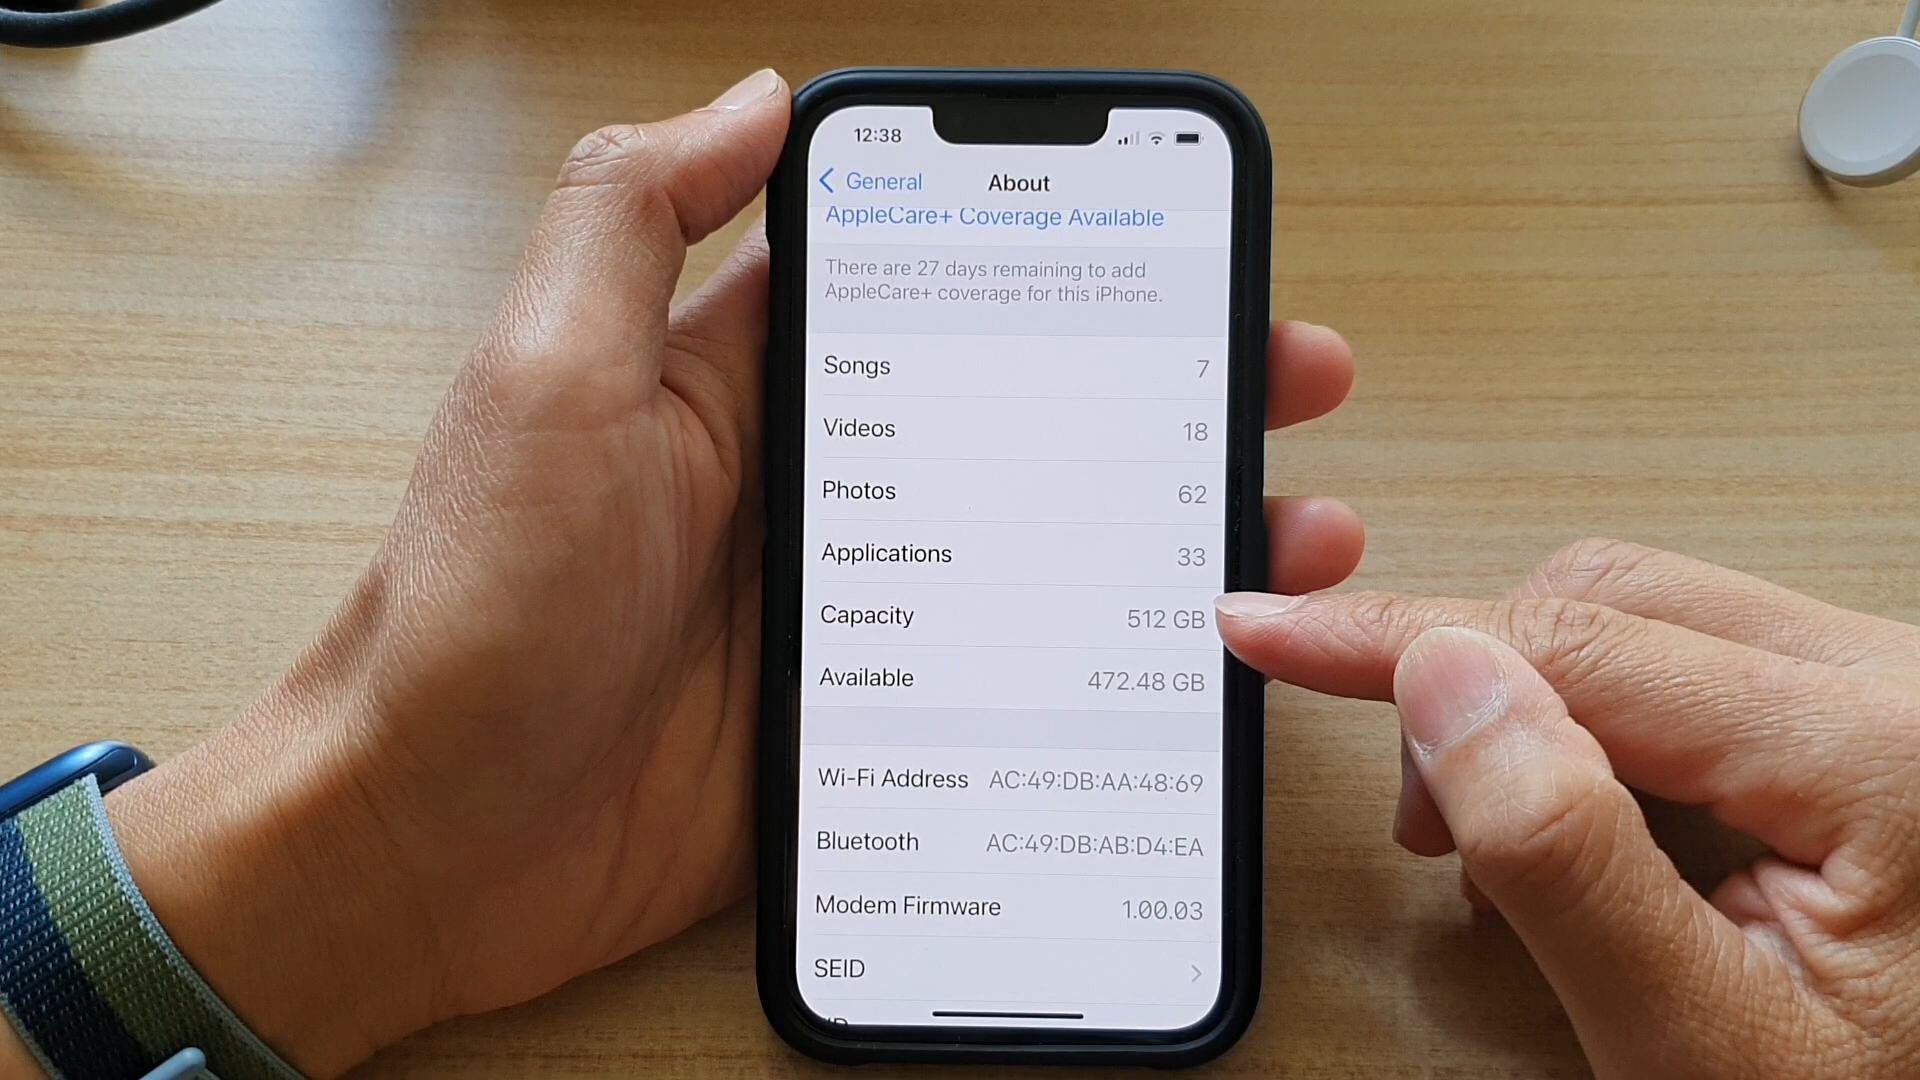 12:38
General About
AppleCare+ Coverage Available
There are 27 days remaining to add
AppleCare+ coverage for this iPhone.
Songs 7
Videos 18
Photos 62
Applications 33
Capacity 512 GB
Available 472.48 GB
Wi-Fi Address AC:49:DB:AA:48:69
Bluetooth AC:49:DB:AB:D4:EA
Modem Firmware 1.00.03
SEID